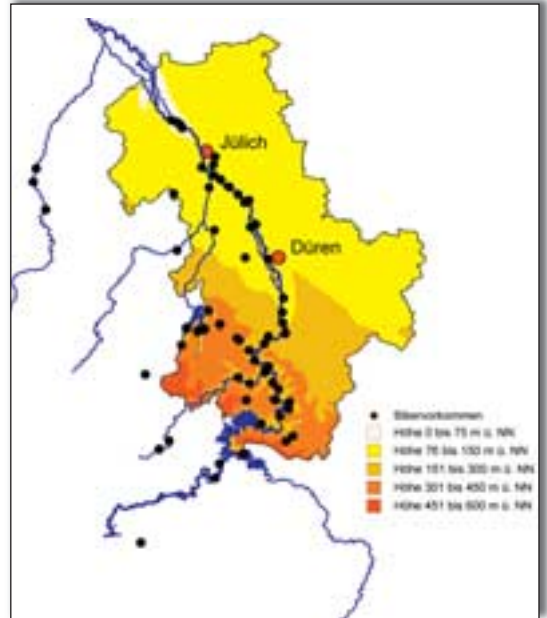 Jülich
Düren
Bibervorkommen
Höhe 0 bis 75 m ü. NN
Höhe 76 bis 150 m ü. NN
Höhe 151 bis 300 m ü. NN
Höhe 301 bis 450 m ü. NN
Höhe 451 bis 600 m ü. NN